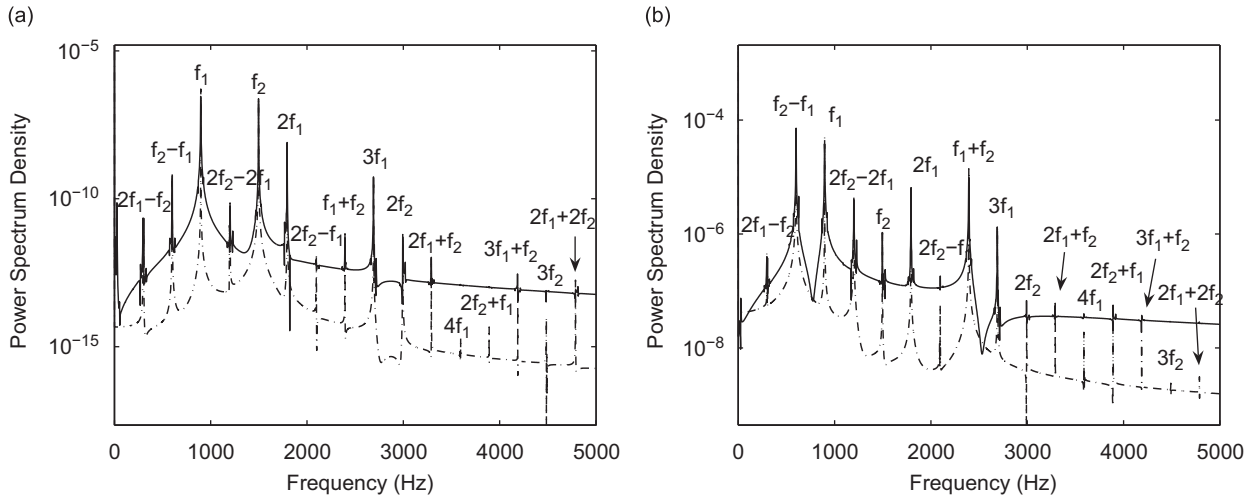 (a)
10⁻⁵
10⁻¹⁰
10⁻¹⁵
Power Spectrum Density
f₁
f₂
2f₁
f₂−f₁
2f₁−f₂
2f₂−2f₁
3f₁
f₁+f₂
2f₂
2f₂−f₁
2f₁+f₂
3f₁+f₂
2f₁+2f₂
3f₂
2f₂+f₁
4f₁
0
1000
2000
3000
4000
5000
Frequency (Hz)
(b)
10⁻⁴
10⁻⁶
10⁻⁸
Power Spectrum Density
f₂−f₁
f₁
f₁+f₂
2f₂−2f₁
2f₁
3f₁
f₂
2f₁−f₂
2f₂−f
2f₁+f₂
3f₁+f₂
2f₂+f₁
2f₂
4f₁
2f₁+2f₂
3f₂
0
1000
2000
3000
4000
5000
Frequency (Hz)